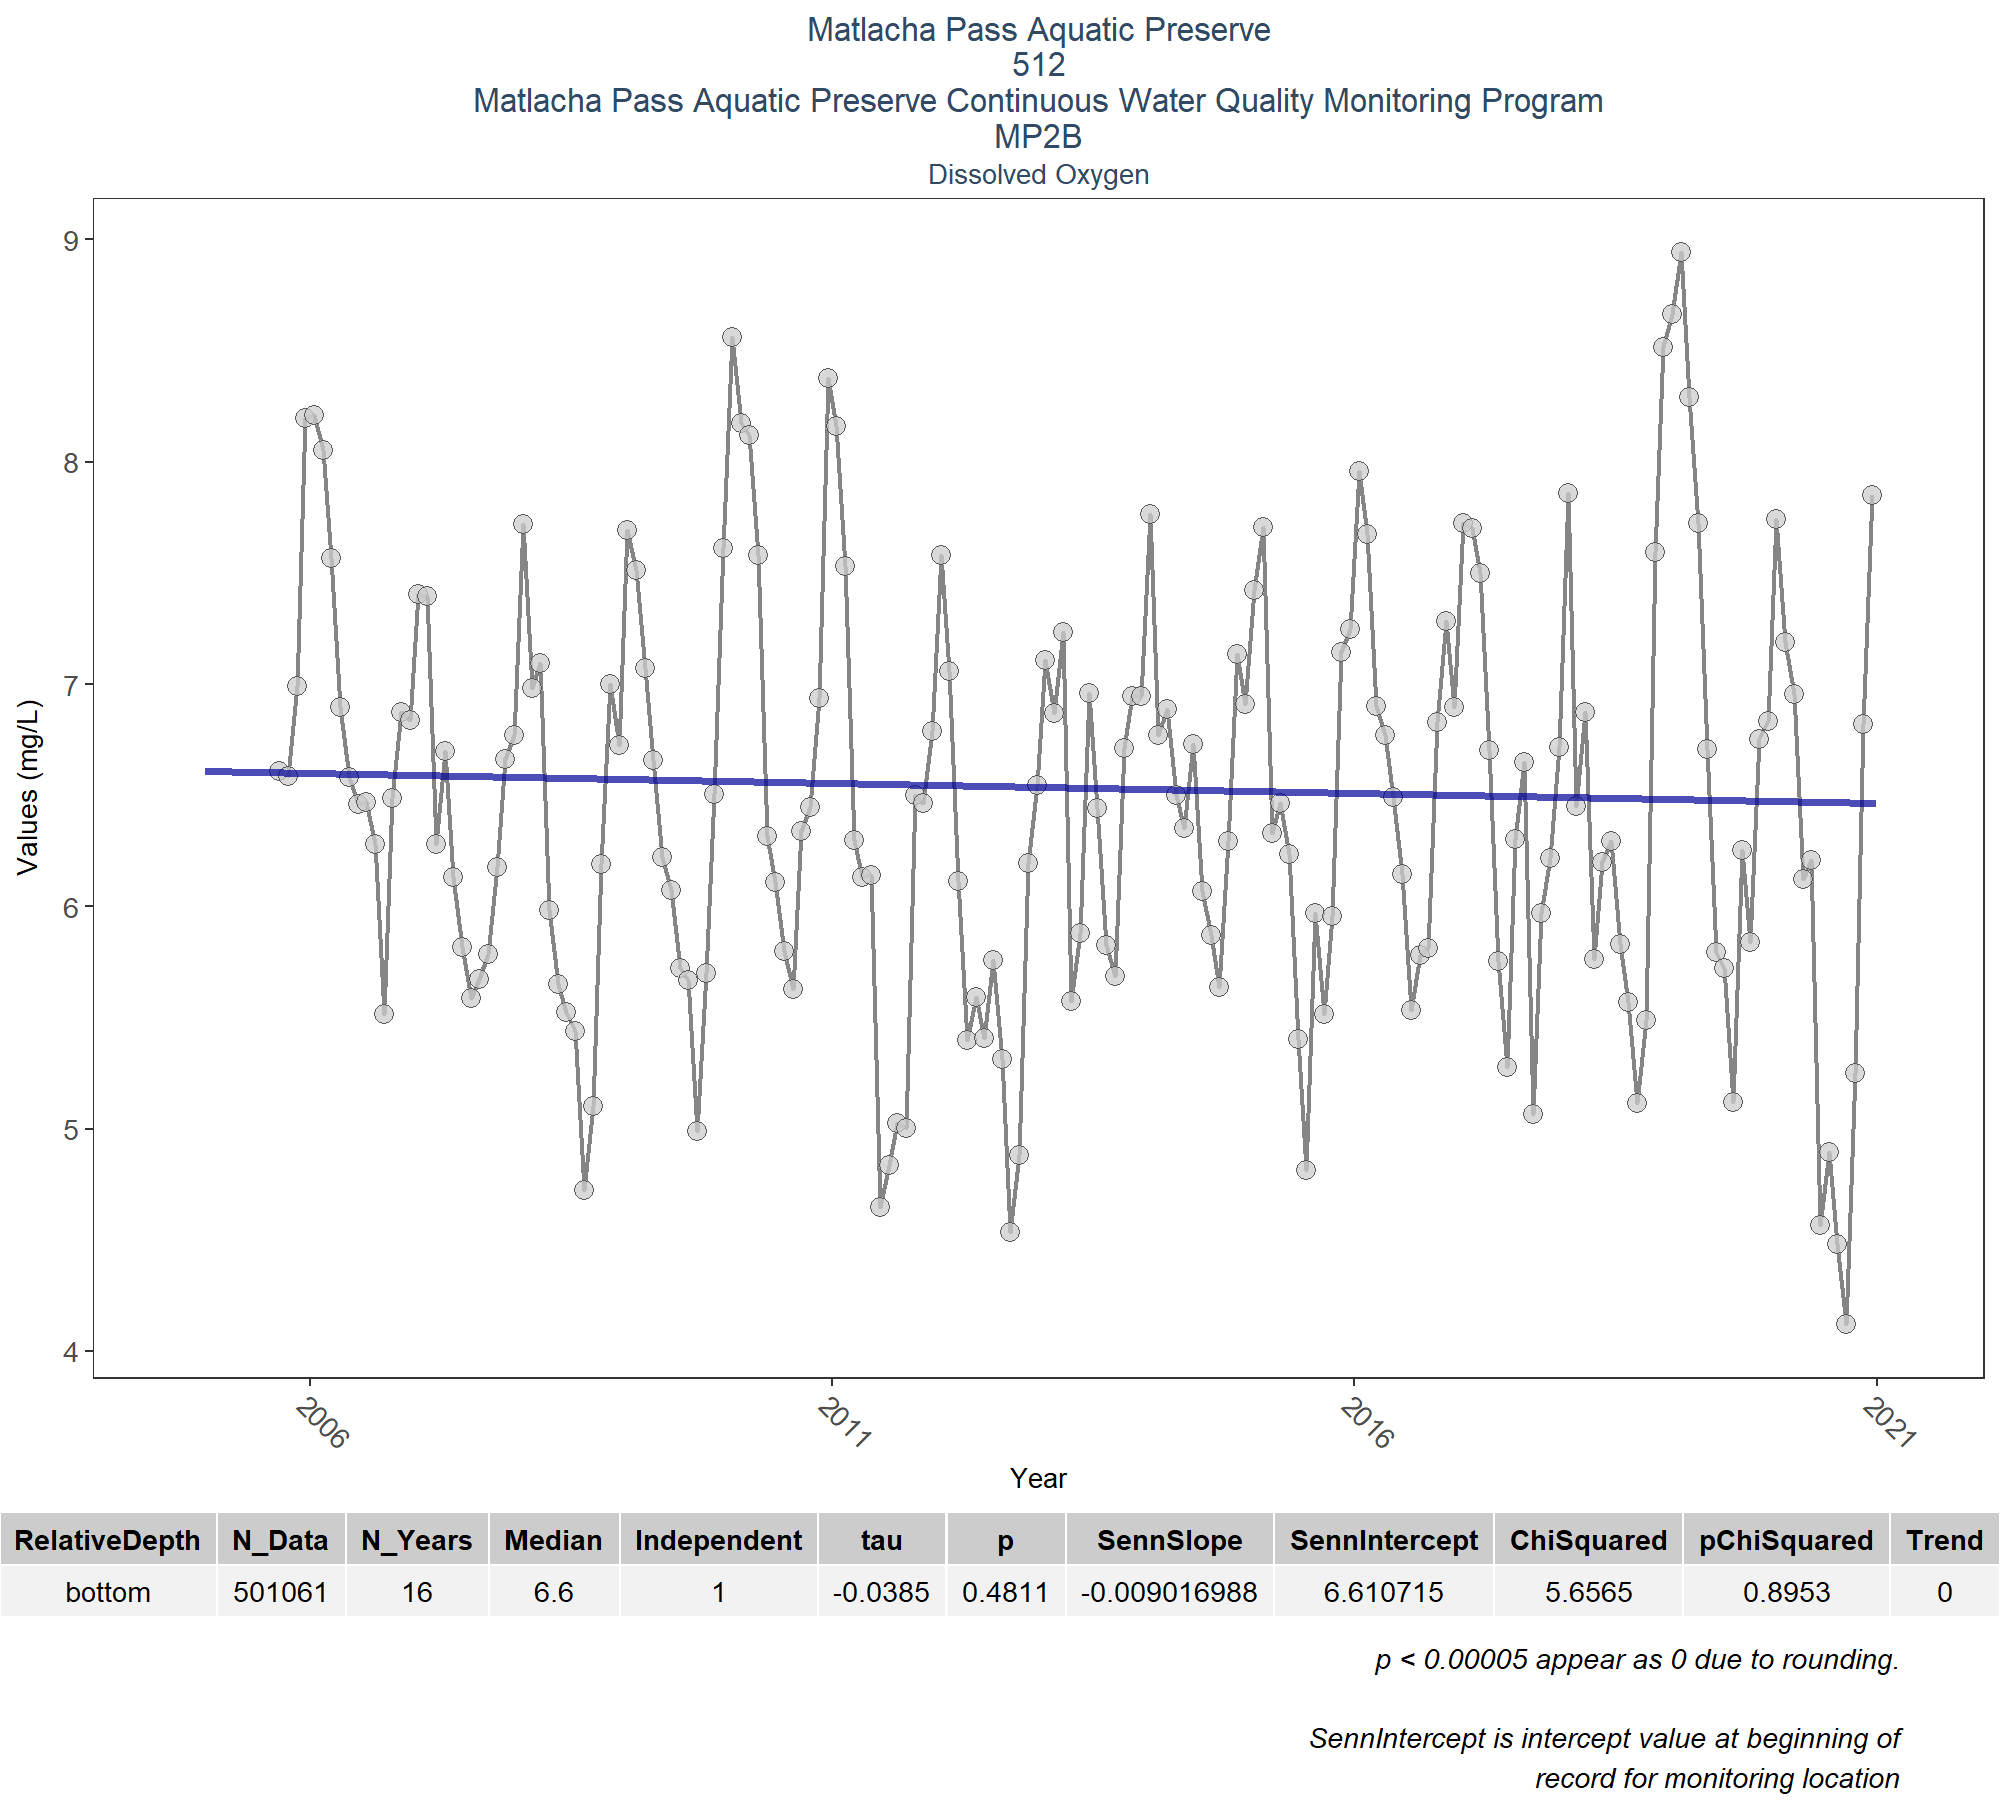 Matlacha Pass Aquatic Preserve
512
Matlacha Pass Aquatic Preserve Continuous Water Quality Monitoring Program
MP2B
Dissolved Oxygen
Values (mg/L)
9
8
7
6
5
4
2006 2011 2016 2021
Year
RelativeDepth N_Data N_Years Median Independent tau p SennSlope SennIntercept ChiSquared pChiSquared Trend
bottom 501061 16 6.6 1 -0.0385 0.4811 -0.009016988 6.610715 5.6565 0.8953 0
p < 0.00005 appear as 0 due to rounding.
SennIntercept is intercept value at beginning of
record for monitoring location